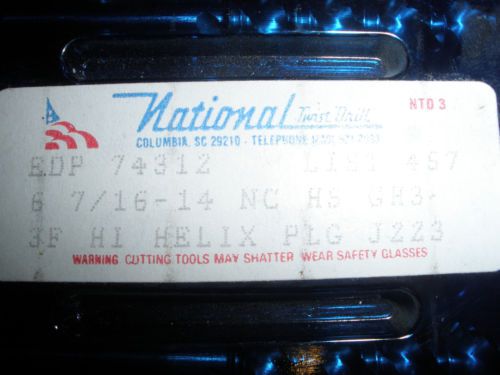 National Twist Drill NTD 3
COLUMBIA, SC 29210 - TELEPHONE
EDP 74312 LIST 457
6 7/16-14 NC HS GH3
3F HI HELIX PLG J223
WARNING CUTTING TOOLS MAY SHATTER WEAR SAFETY GLASSES